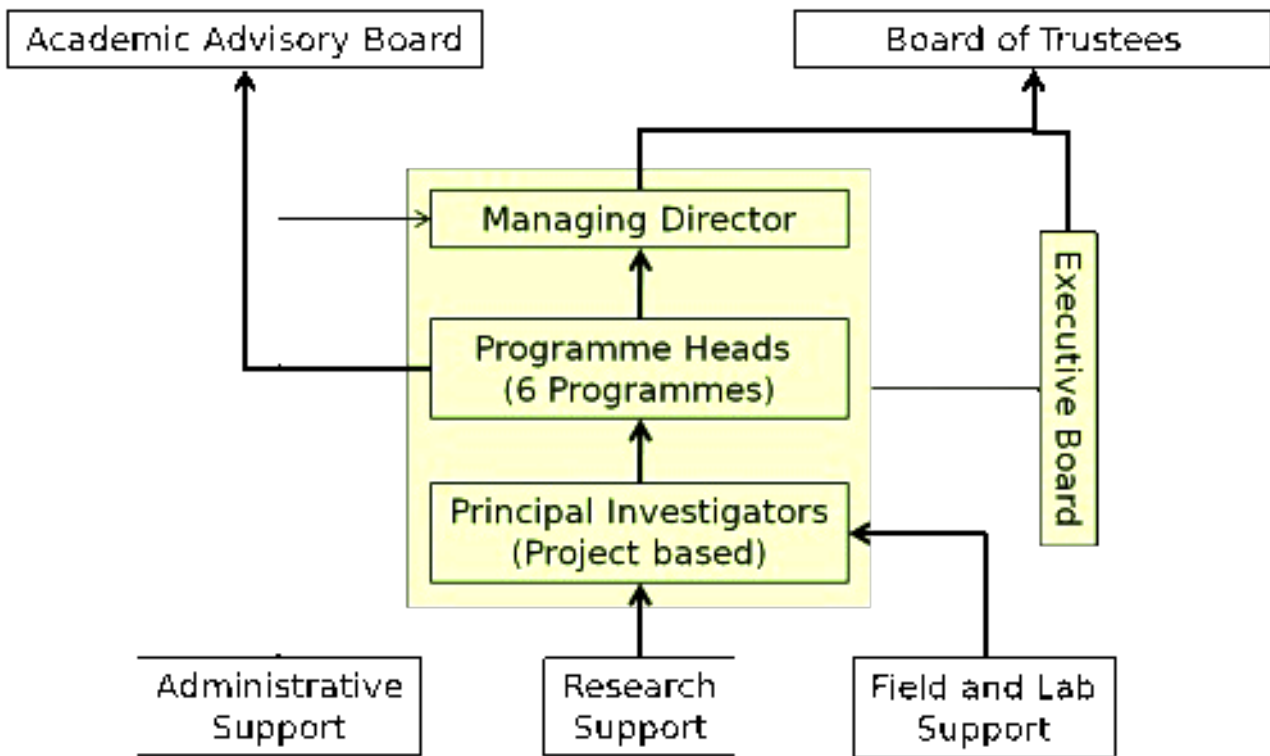 Academic Advisory Board
Board of Trustees
Managing Director
Executive Board
Programme Heads
(6 Programmes)
Principal Investigators
(Project based)
Administrative
Support
Research
Support
Field and Lab
Support